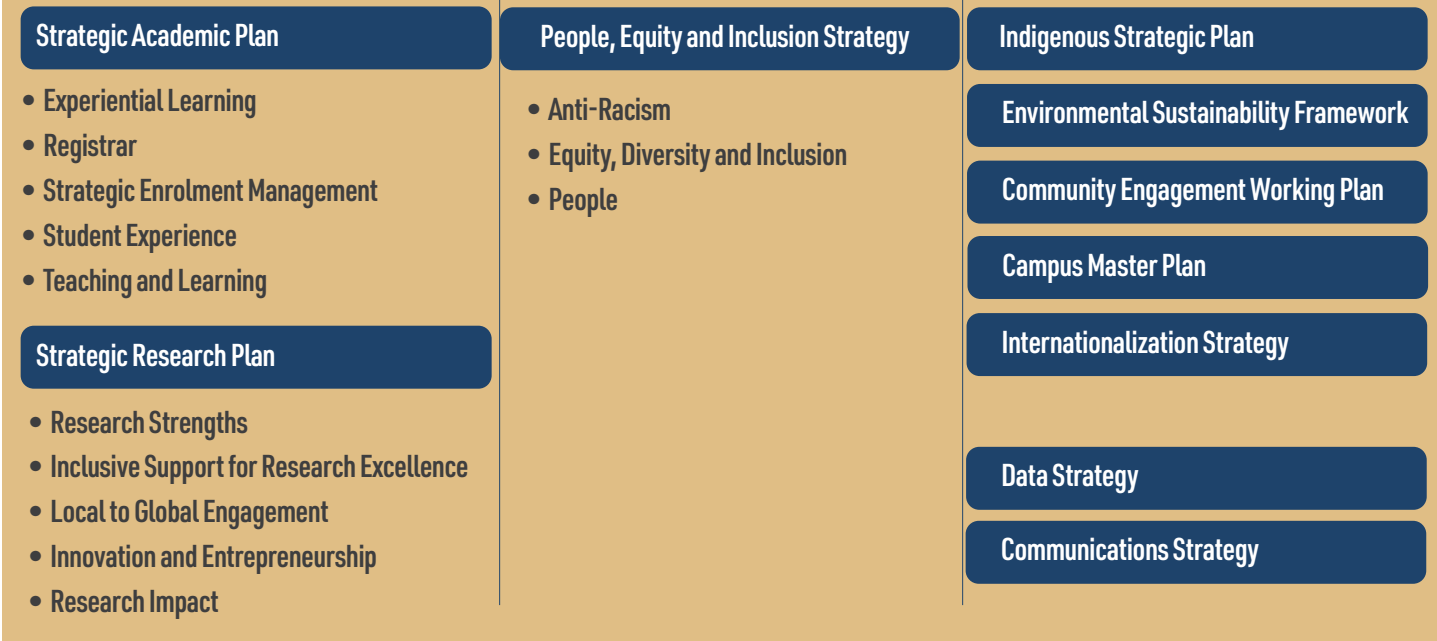 Strategic Academic Plan
• Experiential Learning
• Registrar
• Strategic Enrolment Management
• Student Experience
• Teaching and Learning
Strategic Research Plan
• Research Strengths
• Inclusive Support for Research Excellence
• Local to Global Engagement
• Innovation and Entrepreneurship
• Research Impact
People, Equity and Inclusion Strategy
• Anti-Racism
• Equity, Diversity and Inclusion
• People
Indigenous Strategic Plan
Environmental Sustainability Framework
Community Engagement Working Plan
Campus Master Plan
Internationalization Strategy
Data Strategy
Communications Strategy